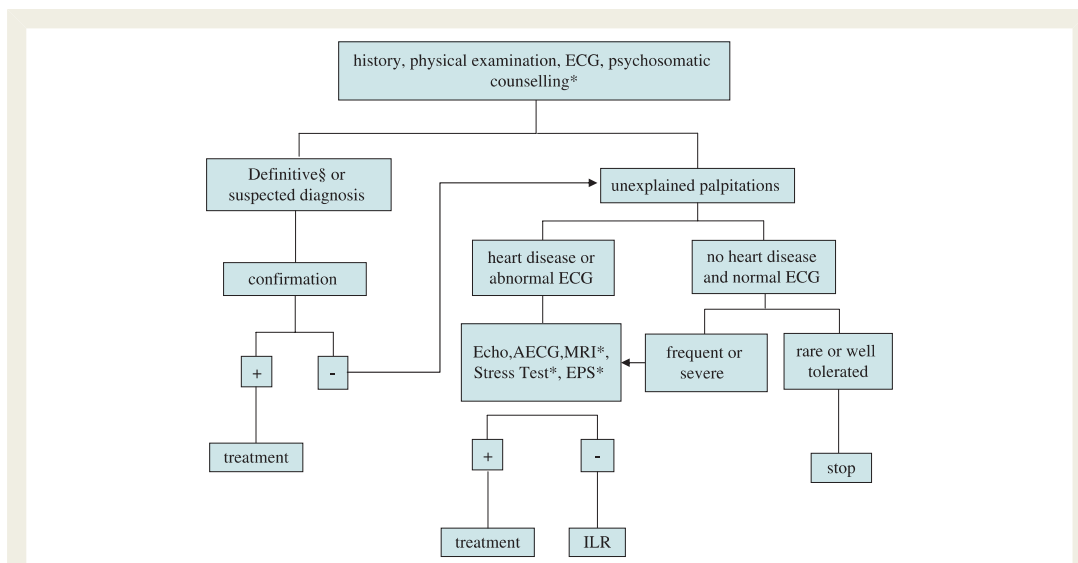 history, physical examination, ECG, psychosomatic
counselling*
Definitive§ or
suspected diagnosis
unexplained palpitations
heart disease or
abnormal ECG
no heart disease
and normal ECG
confirmation
Echo,AECG,MRI*,
Stress Test*, EPS*
frequent or
severe
rare or well
tolerated
+
-
treatment
+
-
stop
treatment
ILR